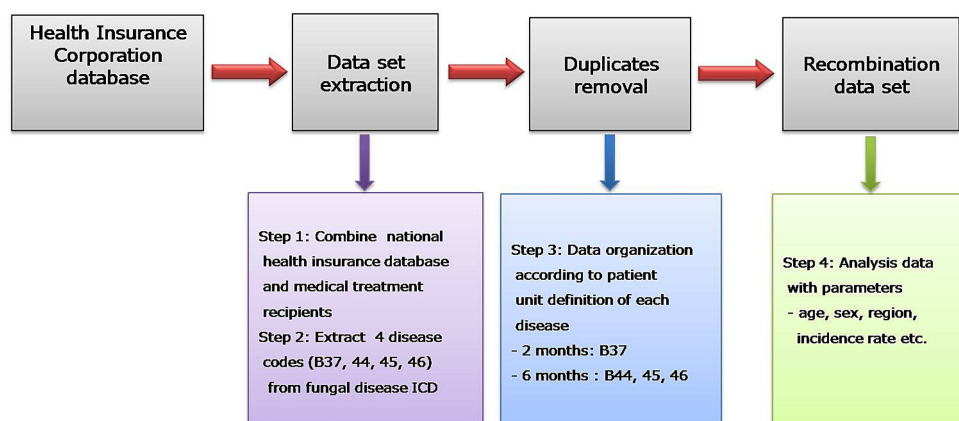 Health Insurance
Corporation
database
Data set
extraction
Duplicates
removal
Recombination
data set
Step 1: Combine national
health insurance database
and medical treatment
recipients
Step 2: Extract 4 disease
codes (B37, 44, 45, 46)
from fungal disease ICD
Step 3: Data organization
according to patient
unit definition of each
disease
- 2 months: B37
- 6 months : B44, 45, 46
Step 4: Analysis data
with parameters
- age, sex, region,
incidence rate etc.